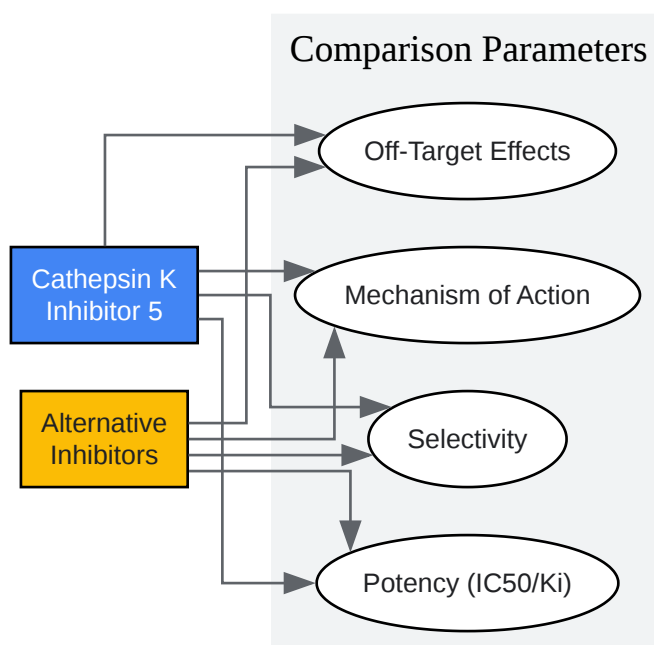 Comparison Parameters
Off-Target Effects
Cathepsin K
Inhibitor 5
Mechanism of Action
Alternative
Inhibitors
Selectivity
Potency (IC50/Ki)